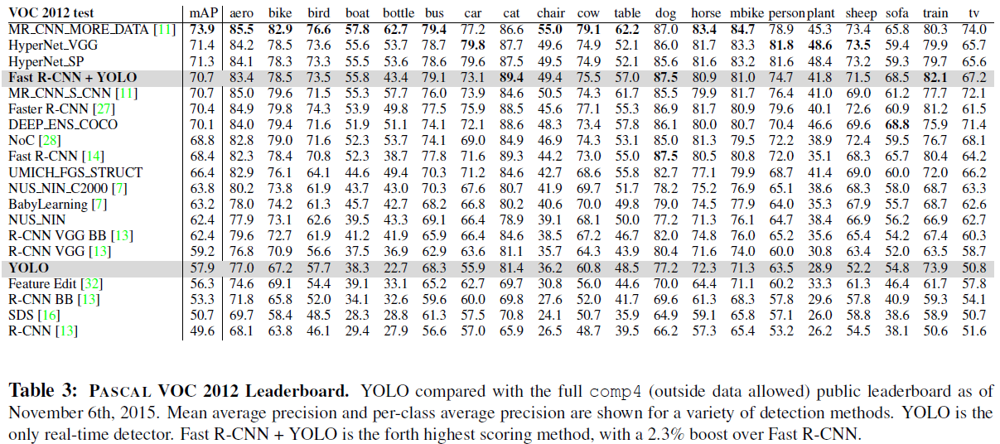 VOC 2012 test mAP aero bike bird boat bottle bus car cat chair cow table dog horse mbike person plant sheep sofa train tv
MR_CNN_MORE_DATA [11] 73.9 85.5 82.9 76.6 57.8 62.7 79.4 77.2 86.6 55.0 79.1 62.2 87.0 83.4 84.7 78.9 45.3 73.4 65.8 80.3 74.0
HyperNet_VGG 71.4 84.2 78.5 73.6 55.6 53.7 78.7 79.8 87.7 49.6 74.9 52.1 86.0 81.7 83.3 81.8 48.6 73.5 59.4 79.9 65.7
HyperNet_SP 71.3 84.1 78.3 73.3 55.5 53.6 78.6 79.6 87.5 49.5 74.9 52.1 85.6 81.6 83.2 81.6 48.4 73.2 59.3 79.7 65.6
Fast R-CNN + YOLO 70.7 83.4 78.5 73.5 55.8 43.4 79.1 73.1 89.4 49.4 75.5 57.0 87.5 80.9 81.0 74.7 41.8 71.5 68.5 82.1 67.2
MR_CNN_S_CNN [11] 70.7 85.0 79.6 71.5 55.3 57.7 76.0 73.9 84.6 50.5 74.3 61.7 85.5 79.9 81.7 76.4 41.0 69.0 61.2 77.7 72.1
Faster R-CNN [27] 70.4 84.9 79.8 74.3 53.9 49.8 77.5 75.9 88.5 45.6 77.1 55.3 86.9 81.7 80.9 79.6 40.1 72.6 60.9 81.2 61.5
DEEP_ENS_COCO 70.1 84.0 79.4 71.6 51.9 51.1 74.1 72.1 88.6 48.3 73.4 57.8 86.1 80.0 80.7 70.4 46.6 69.6 68.8 75.9 71.4
NoC [28] 68.8 82.8 79.0 71.6 52.3 53.7 74.1 69.0 84.9 46.9 74.3 53.1 85.0 81.3 79.5 72.2 38.9 72.4 59.5 76.7 68.1
Fast R-CNN [14] 68.4 82.3 78.4 70.8 52.3 38.7 77.8 71.6 89.3 44.2 73.0 55.0 87.5 80.5 80.8 72.0 35.1 68.3 65.7 80.4 64.2
UMICH_FGS_STRUCT 66.4 82.9 76.1 64.1 44.6 49.4 70.3 71.2 84.6 42.7 68.6 55.8 82.7 77.1 79.9 68.7 41.4 69.0 60.0 72.0 66.2
NUS_NIN_C2000 [7] 63.8 80.2 73.8 61.9 43.7 43.0 70.3 67.6 80.7 41.9 69.7 51.7 78.2 75.2 76.9 65.1 38.6 68.3 58.0 68.7 63.3
BabyLearning [7] 63.2 78.0 74.2 61.3 45.7 42.7 68.2 66.8 80.2 40.6 70.0 49.8 79.0 74.5 77.9 64.0 35.3 67.9 55.7 68.7 62.6
NUS_NIN 62.4 77.9 73.1 62.6 39.5 43.3 69.1 66.4 78.9 39.1 68.1 50.0 77.2 71.3 76.1 64.7 38.4 66.9 56.2 66.9 62.7
R-CNN VGG BB [13] 62.4 79.6 72.7 61.9 41.2 41.9 65.9 66.4 84.6 38.5 67.2 46.7 82.0 74.8 76.0 65.2 35.6 65.4 54.2 67.4 60.3
R-CNN VGG [13] 59.2 76.8 70.9 56.6 37.5 36.9 62.9 63.6 81.1 35.7 64.3 43.9 80.4 71.6 74.0 60.0 30.8 63.4 52.0 63.5 58.7
YOLO 57.9 77.0 67.2 57.7 38.3 22.7 68.3 55.9 81.4 36.2 60.8 48.5 77.2 72.3 71.3 63.5 28.9 52.2 54.8 73.9 50.8
Feature Edit [32] 56.3 74.6 69.1 54.4 39.1 33.1 65.2 62.7 69.7 30.8 56.0 44.6 70.0 64.4 71.1 60.2 33.3 61.3 46.4 61.7 57.8
R-CNN BB [13] 53.3 71.8 65.8 52.0 34.1 32.6 59.6 60.0 69.8 27.6 52.0 41.7 69.6 61.3 68.3 57.8 29.6 57.8 40.9 59.3 54.1
SDS [16] 50.7 69.7 58.4 48.5 28.3 28.8 61.3 57.5 70.8 24.1 50.7 35.9 64.9 59.1 65.8 57.1 26.0 58.8 38.6 58.9 50.7
R-CNN [13] 49.6 68.1 63.8 46.1 29.4 27.9 56.6 57.0 65.9 26.5 48.7 39.5 66.2 57.3 65.4 53.2 26.2 54.5 38.1 50.6 51.6
Table 3: PASCAL VOC 2012 Leaderboard. YOLO compared with the full comp4 (outside data allowed) public leaderboard as of
November 6th, 2015. Mean average precision and per-class average precision are shown for a variety of detection methods. YOLO is the
only real-time detector. Fast R-CNN + YOLO is the forth highest scoring method, with a 2.3% boost over Fast R-CNN.